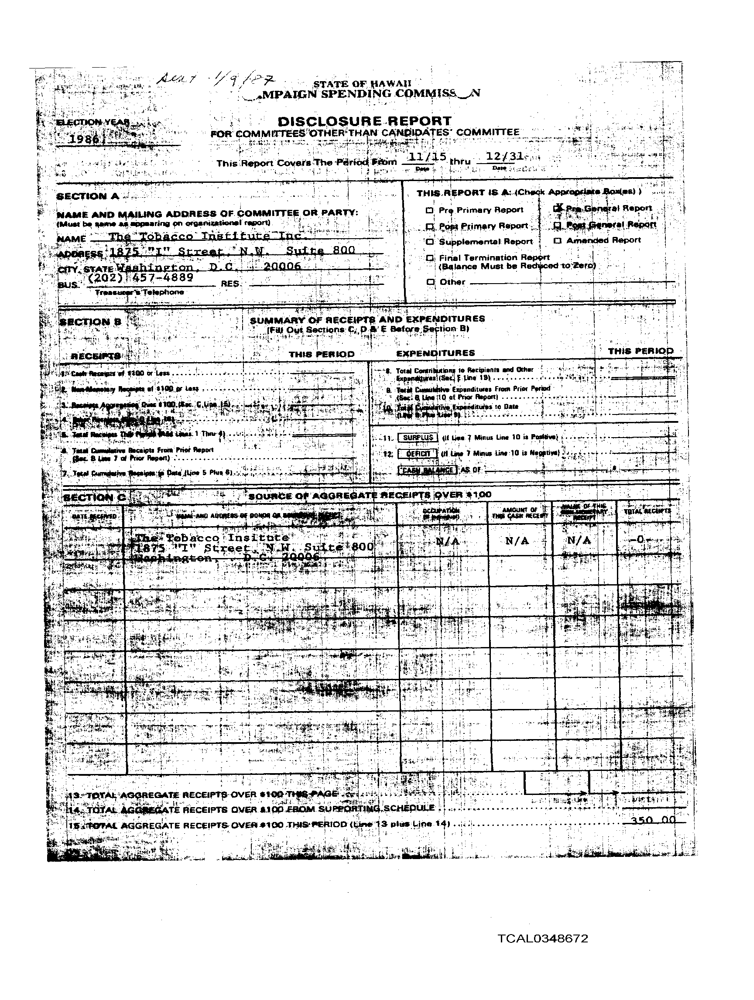 Sent 1/9/87
STATE OF HAWAII
MPAIGN SPENDING COMMISS N
ELECTION YEAR
1986
DISCLOSURE REPORT
FOR COMMITTEES OTHER THAN CANDIDATES' COMMITTEE
This Report Covers The Period From 11/15 thru 12/31
Date Date
SECTION A
NAME AND MAILING ADDRESS OF COMMITTEE OR PARTY:
(Must be same as appearing on organizational report)
NAME The Tobacco Institute Inc
ADDRESS 1875 "I" Street, N.W. Suite 800
CITY, STATE Washington, D.C. 20006
BUS. (202) 457-4889 RES.
Treasurer's Telephone
THIS REPORT IS A: (Check Appropriate Box(es) )
Pre Primary Report X Pre General Report
Post Primary Report Post General Report
Supplemental Report Amended Report
Final Termination Report
(Balance Must be Reduced to Zero)
Other
SECTION B SUMMARY OF RECEIPTS AND EXPENDITURES
(Fill Out Sections C, D & E Before Section B)
RECEIPTS THIS PERIOD EXPENDITURES THIS PERIOD
1. Cash Receipts of $100 or Less
2. Non-Monetary Receipts of $100 or Less
3. Receipts Aggregating Over $100 (Sec. C, Line 15)
5. Total Receipts This Period (Add Lines 1 Thru 4)
6. Total Cumulative Receipts From Prior Report
(Sec. B Line 7 of Prior Report)
7. Total Cumulative Receipts to Date (Line 5 Plus 6)
8. Total Contributions to Recipients and Other
Expenditures (Sec. E Line 19)
9. Total Cumulative Expenditures From Prior Period
(Sec. B Line 10 of Prior Report)
10. Total Cumulative Expenditures to Date
(Line 8 Plus Line 9)
11. SURPLUS (If Line 7 Minus Line 10 is Positive)
12. DEFICIT (If Line 7 Minus Line 10 is Negative)
CASH BALANCE AS OF
SECTION C SOURCE OF AGGREGATE RECEIPTS OVER $100
DATE RECEIVED NAME AND ADDRESS OF DONOR OR OCCUPATION AMOUNT OF THIS CASH RECEIPT VALUE OF THIS NON-MONETARY RECEIPT TOTAL RECEIPTS
The Tobacco Insitute N/A N/A N/A -0-
1875 "I" Street, N.W. Suite 800
Washington, D.C. 20006
13. TOTAL AGGREGATE RECEIPTS OVER $100 THIS PAGE
14. TOTAL AGGREGATE RECEIPTS OVER $100 FROM SUPPORTING SCHEDULE
15. TOTAL AGGREGATE RECEIPTS OVER $100 THIS PERIOD (Line 13 plus Line 14) 350.00
TCAL0348672